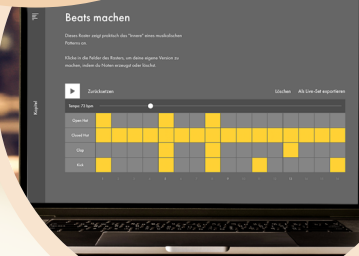 Beats machen
Dieses Raster zeigt praktisch das "Innere" eines musikalischen
Patterns an.
Klicke in die Felder des Rasters, um deine eigene Version zu
machen, indem du Noten erzeugst oder löschst.
Zurücksetzen
Löschen
Als Live-Set exportieren
Tempo: 73 bpm
Open Hat
Closed Hat
Clap
Kick
Kapitel